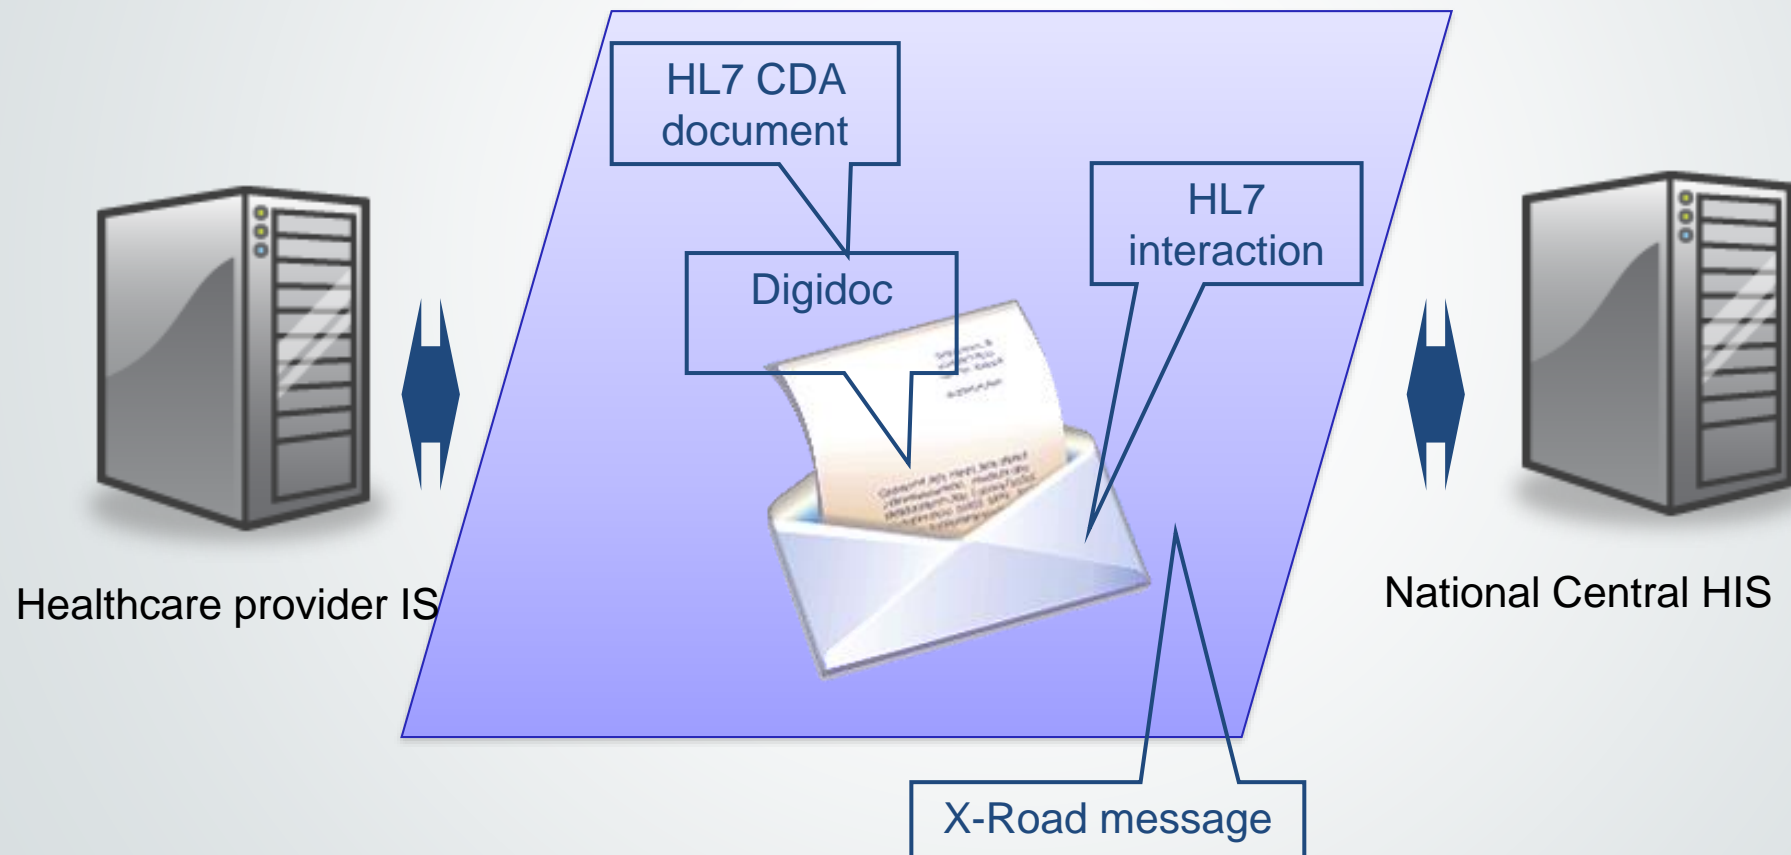 HL7 CDA
document
HL7
interaction
Digidoc
Healthcare provider IS
National Central HIS
X-Road message